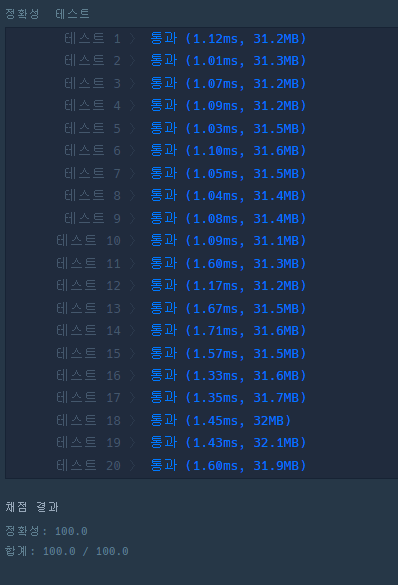 정확성 테스트
테스트 1 〉 통과 (1.12ms, 31.2MB)
테스트 2 〉 통과 (1.01ms, 31.3MB)
테스트 3 〉 통과 (1.07ms, 31.2MB)
테스트 4 〉 통과 (1.09ms, 31.2MB)
테스트 5 〉 통과 (1.03ms, 31.5MB)
테스트 6 〉 통과 (1.10ms, 31.6MB)
테스트 7 〉 통과 (1.05ms, 31.5MB)
테스트 8 〉 통과 (1.04ms, 31.4MB)
테스트 9 〉 통과 (1.08ms, 31.4MB)
테스트 10 〉 통과 (1.09ms, 31.1MB)
테스트 11 〉 통과 (1.60ms, 31.3MB)
테스트 12 〉 통과 (1.17ms, 31.2MB)
테스트 13 〉 통과 (1.67ms, 31.5MB)
테스트 14 〉 통과 (1.71ms, 31.6MB)
테스트 15 〉 통과 (1.57ms, 31.5MB)
테스트 16 〉 통과 (1.33ms, 31.6MB)
테스트 17 〉 통과 (1.35ms, 31.7MB)
테스트 18 〉 통과 (1.45ms, 32MB)
테스트 19 〉 통과 (1.43ms, 32.1MB)
테스트 20 〉 통과 (1.60ms, 31.9MB)
채점 결과
정확성: 100.0
합계: 100.0 / 100.0